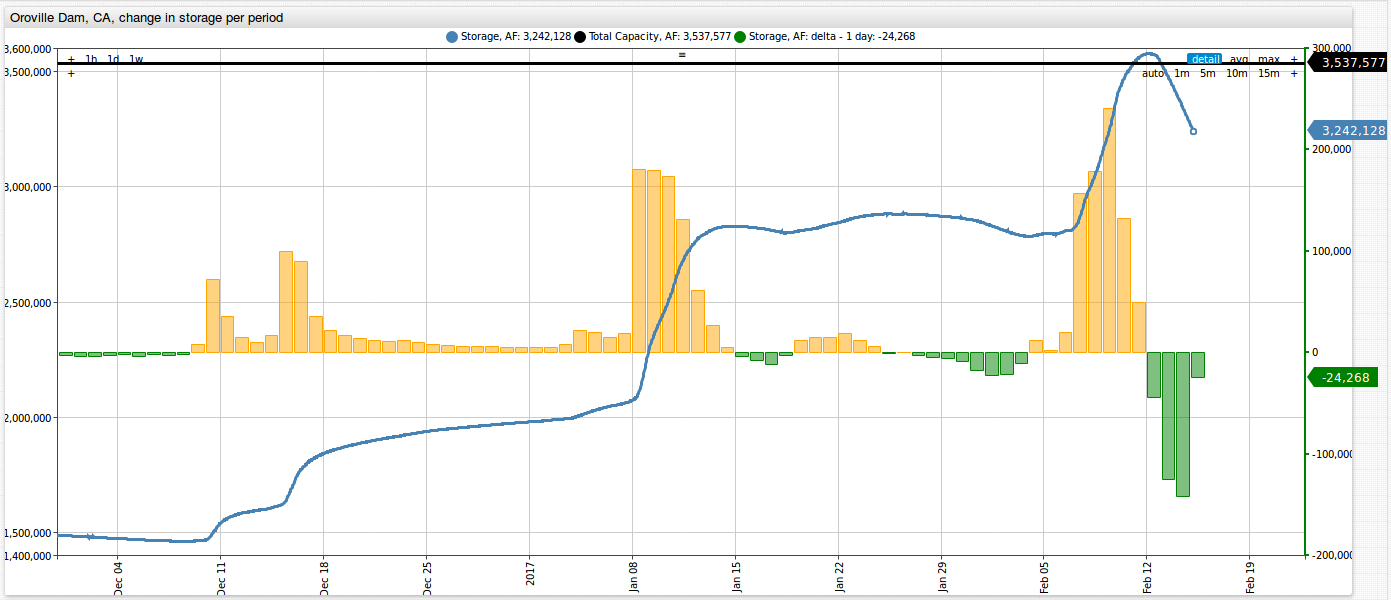 Oroville Dam, CA, change in storage per period
Storage, AF: 3,242,128 Total Capacity, AF: 3,537,577 Storage, AF: delta - 1 day: -24,268
+ 1h 1d 1w
+
=
detail avg max +
auto 1m 5m 10m 15m +
3,600,000
3,500,000
3,000,000
2,500,000
2,000,000
1,500,000
1,400,000
300,000
3,537,577
3,242,128
200,000
100,000
0
-24,268
-100,000
-200,000
Dec 04
Dec 11
Dec 18
Dec 25
2017
Jan 08
Jan 15
Jan 22
Jan 29
Feb 05
Feb 12
Feb 19